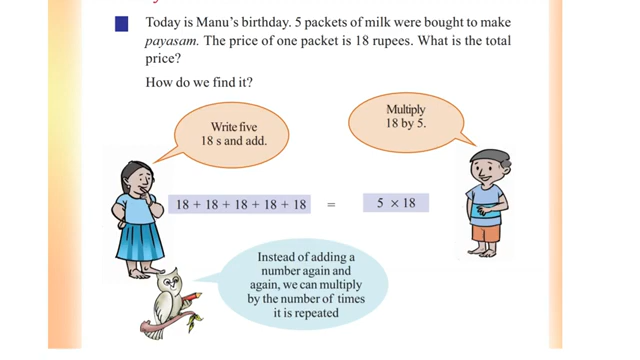 Today is Manu's birthday. 5 packets of milk were bought to make
payasam. The price of one packet is 18 rupees. What is the total
price?
How do we find it?
Write five
18 s and add.
Multiply
18 by 5.
18 + 18 + 18 + 18 + 18 = 5 × 18
Instead of adding a
number again and
again, we can multiply
by the number of times
it is repeated